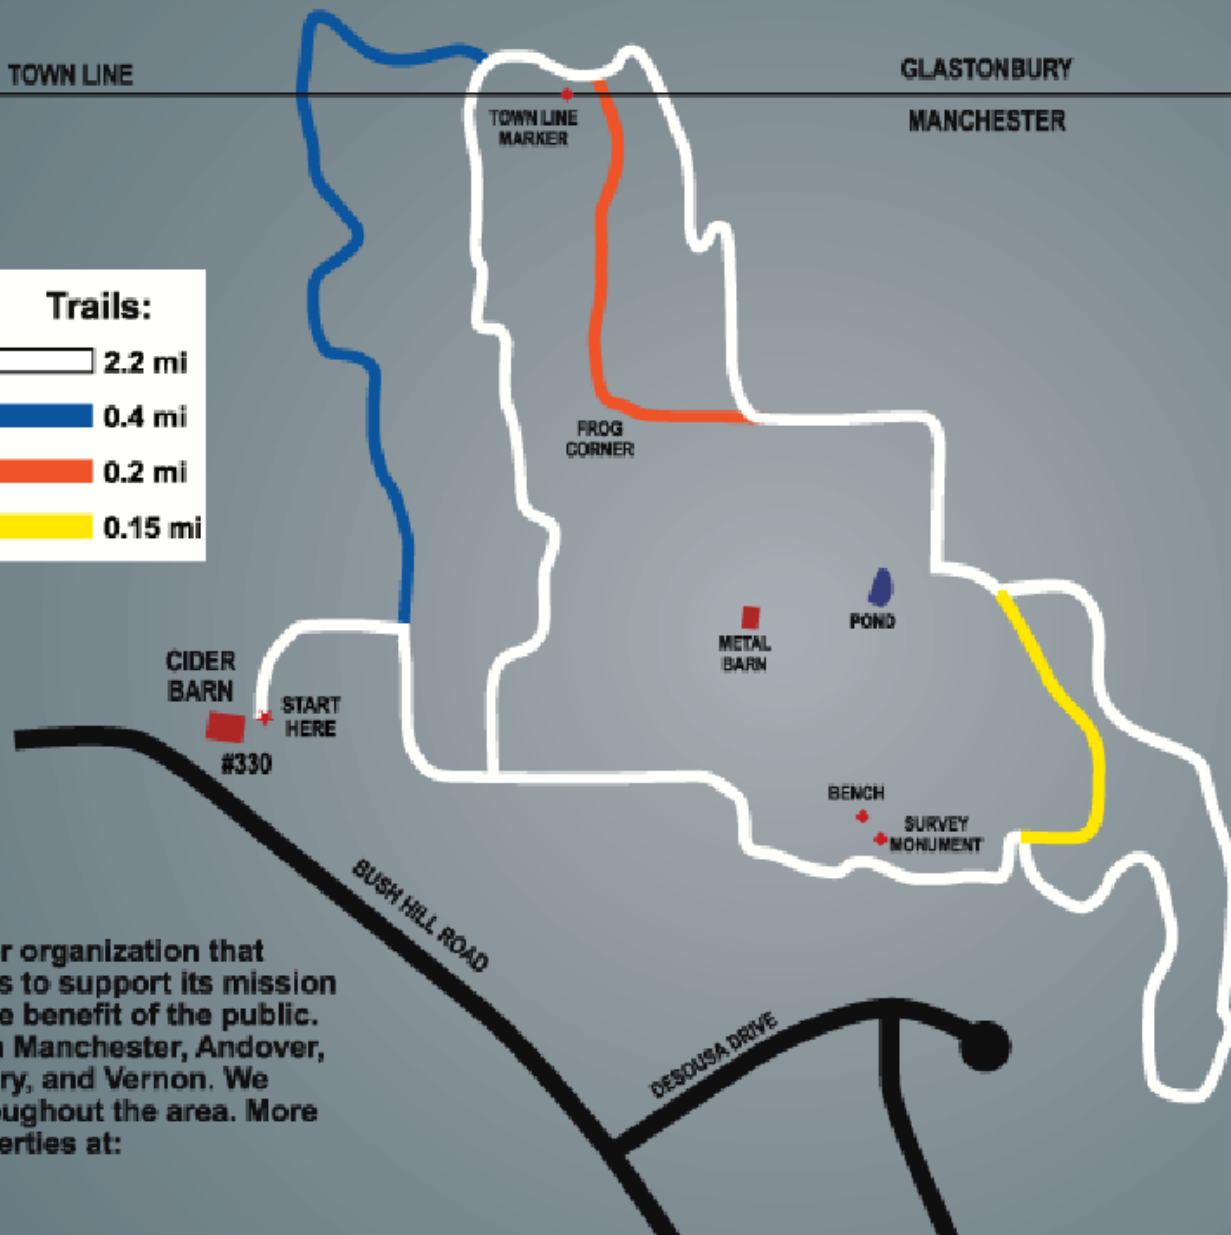 TOWN LINE
GLASTONBURY
MANCHESTER
TOWN LINE
MARKER
Trails:
2.2 mi
0.4 mi
0.2 mi
0.15 mi
FROG
CORNER
METAL
BARN
POND
CIDER
BARN
START
HERE
#330
BENCH
SURVEY
MONUMENT
BUSH HILL ROAD
DESOUSA DRIVE
r organization that
s to support its mission
e benefit of the public.
n Manchester, Andover,
ry, and Vernon. We
oughout the area. More
erties at: